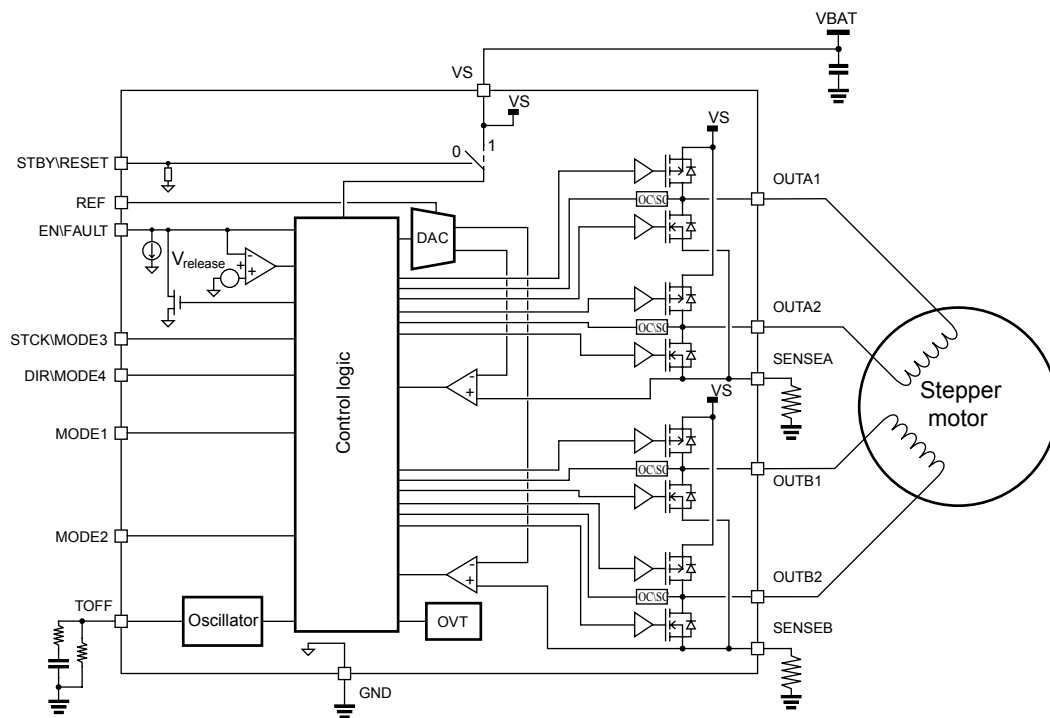 VBAT
VS
VS
VS
0
1
STBY\RESET
REF
EN\FAULT
Vrelease
-
+
+
DAC
OC\SC
OUTA1
OC\SC
OUTA2
STCK\MODE3
DIR\MODE4
MODE1
MODE2
TOFF
Control logic
-
+
SENSEA
VS
Stepper
motor
OC\SC
OUTB1
OC\SC
OUTB2
-
+
SENSEB
Oscillator
OVT
GND